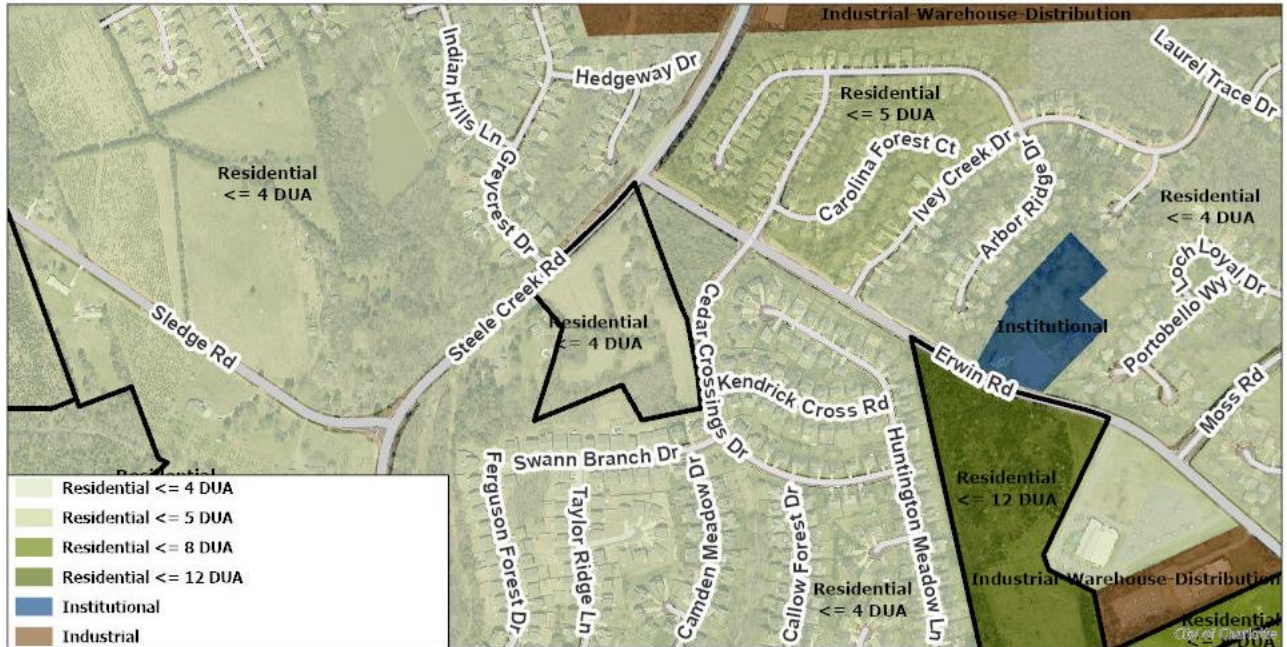 Industrial-Warehouse-Distribution
Laurel Trace Dr
Indian Hills Ln
Hedgeway Dr
Residential
<= 5 DUA
Residential
<= 4 DUA
Greycrest Dr
Carolina Forest Ct
Ivey Creek Dr
Arbor Ridge Dr
Residential
<= 4 DUA
Loch Loyal Dr
Portobello Wy
Sledge Rd
Steele Creek Rd
Residential
<= 4 DUA
Cedar Crossings Dr
Institutional
Erwin Rd
Moss Rd
Kendrick Cross Rd
Huntington Meadow Ln
Swann Branch Dr
Ferguson Forest Dr
Taylor Ridge Ln
Camden Meadow Dr
Callow Forest Dr
Residential
<= 12 DUA
Industrial-Warehouse-Distribution
Residential
<= 4 DUA
Residential
Residential
City of Charlotte
Residential <= 4 DUA
Residential <= 5 DUA
Residential <= 8 DUA
Residential <= 12 DUA
Institutional
Industrial